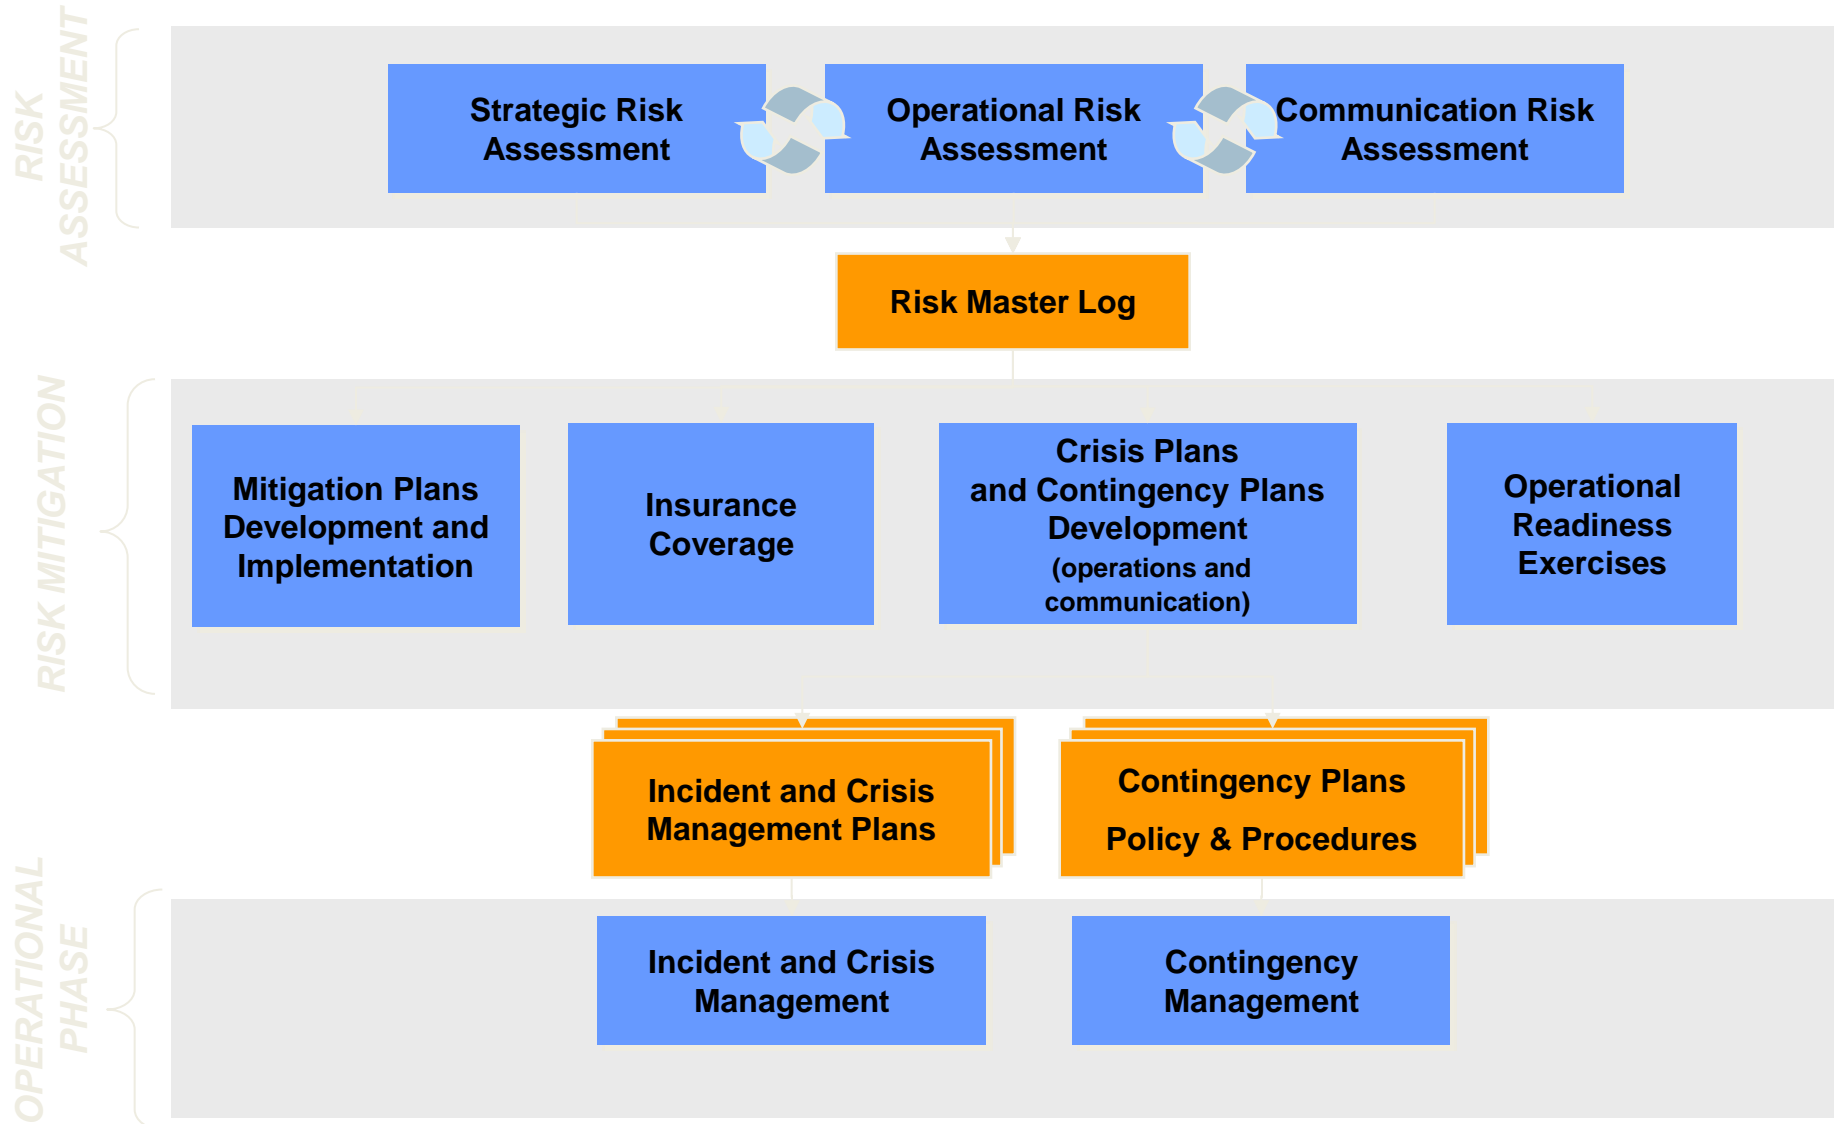 RISK
ASSESSMENT
Strategic Risk
Assessment
Operational Risk
Assessment
Communication Risk
Assessment
Risk Master Log
RISK MITIGATION
Mitigation Plans
Development and
Implementation
Insurance
Coverage
Crisis Plans
and Contingency Plans
Development
(operations and
communication)
Operational
Readiness
Exercises
Incident and Crisis
Management Plans
Contingency Plans
Policy & Procedures
OPERATIONAL
PHASE
Incident and Crisis
Management
Contingency
Management